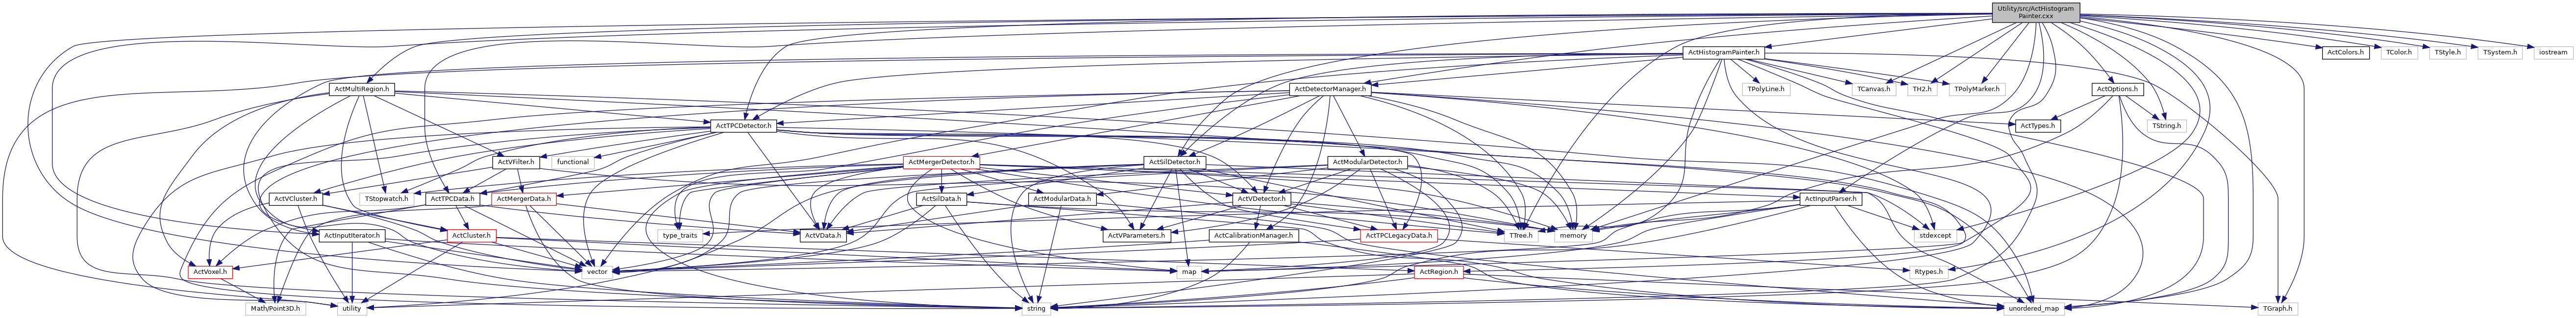 Utility/src/ActHistogram
Painter.cxx
ActHistogramPainter.h
ActColors.h
TColor.h
TStyle.h
TSystem.h
iostream
ActMultiRegion.h
ActDetectorManager.h
TPolyLine.h
TCanvas.h
TH2.h
TPolyMarker.h
ActOptions.h
ActTPCDetector.h
ActTypes.h
TString.h
ActVFilter.h
functional
ActMergerDetector.h
ActSilDetector.h
ActModularDetector.h
ActVCluster.h
TStopwatch.h
ActTPCData.h
ActMergerData.h
ActSilData.h
ActModularData.h
ActVDetector.h
ActInputParser.h
ActInputIterator.h
ActCluster.h
type_traits
ActVData.h
ActVParameters.h
ActCalibrationManager.h
ActTPCLegacyData.h
TTree.h
memory
stdexcept
ActVoxel.h
vector
map
ActRegion.h
Rtypes.h
Math/Point3D.h
utility
string
unordered_map
TGraph.h